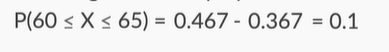 P(60 ≤ X ≤ 65) = 0.467 - 0.367 = 0.1